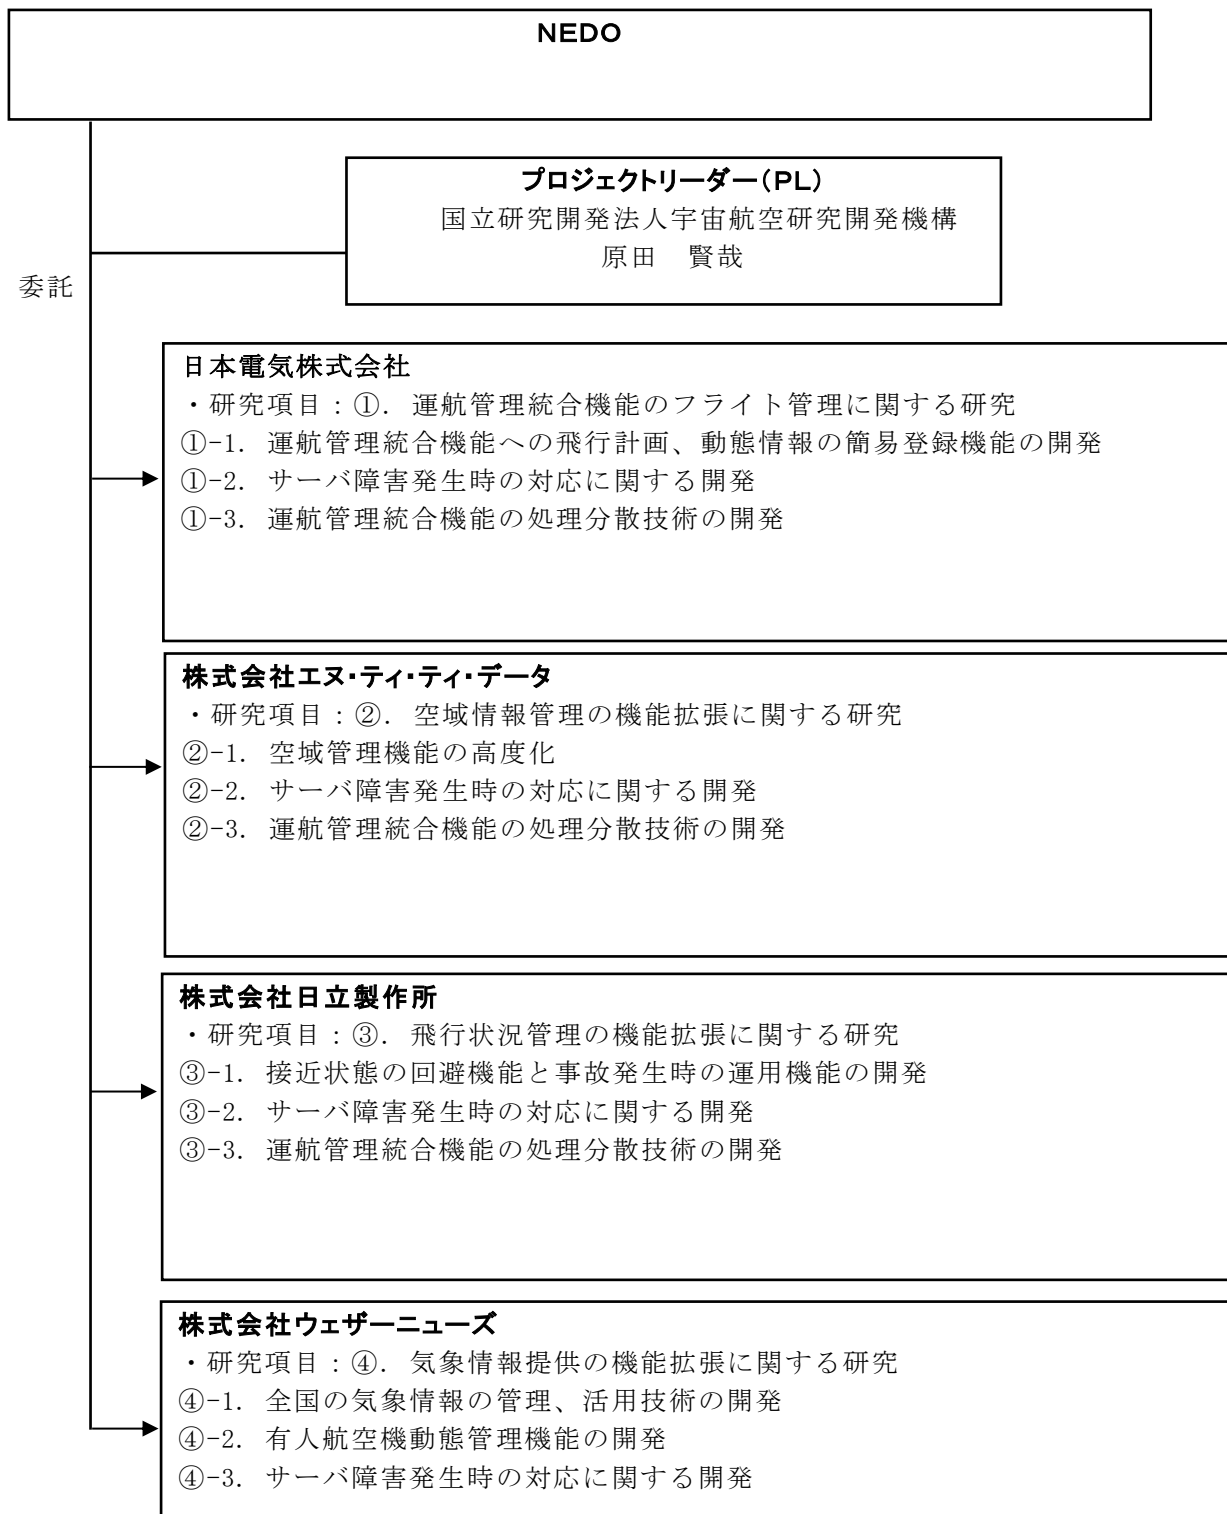 NEDO
プロジェクトリーダー(PL)
国立研究開発法人宇宙航空研究開発機構
原田　賢哉
委託
日本電気株式会社
・研究項目：①．運航管理統合機能のフライト管理に関する研究
①-1．運航管理統合機能への飛行計画、動態情報の簡易登録機能の開発
①-2．サーバ障害発生時の対応に関する開発
①-3．運航管理統合機能の処理分散技術の開発
株式会社エヌ・ティ・ティ・データ
・研究項目：②．空域情報管理の機能拡張に関する研究
②-1．空域管理機能の高度化
②-2．サーバ障害発生時の対応に関する開発
②-3．運航管理統合機能の処理分散技術の開発
株式会社日立製作所
・研究項目：③．飛行状況管理の機能拡張に関する研究
③-1．接近状態の回避機能と事故発生時の運用機能の開発
③-2．サーバ障害発生時の対応に関する開発
③-3．運航管理統合機能の処理分散技術の開発
株式会社ウェザーニューズ
・研究項目：④．気象情報提供の機能拡張に関する研究
④-1．全国の気象情報の管理、活用技術の開発
④-2．有人航空機動態管理機能の開発
④-3．サーバ障害発生時の対応に関する開発